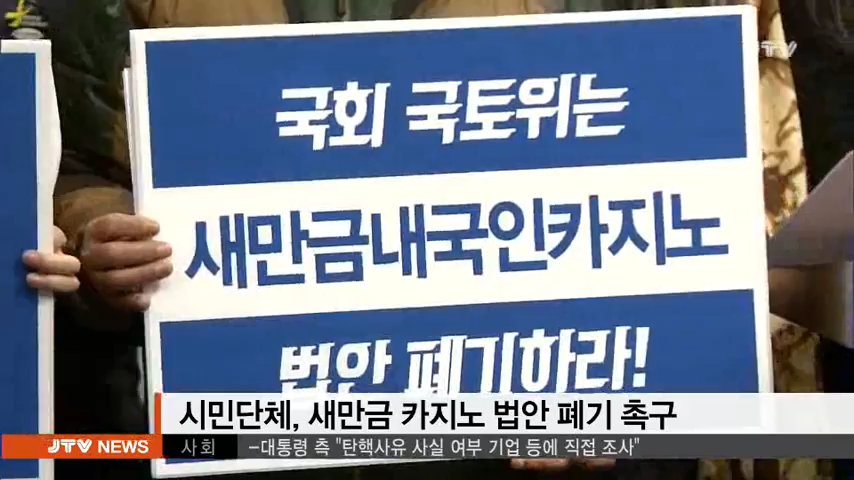 JTV
국회 국토위는
새만금내국인카지노
법안 폐기하라!
시민단체, 새만금 카지노 법안 폐기 촉구
JTV NEWS
사회
-대통령 측 "탄핵사유 사실 여부 기업 등에 직접 조사"